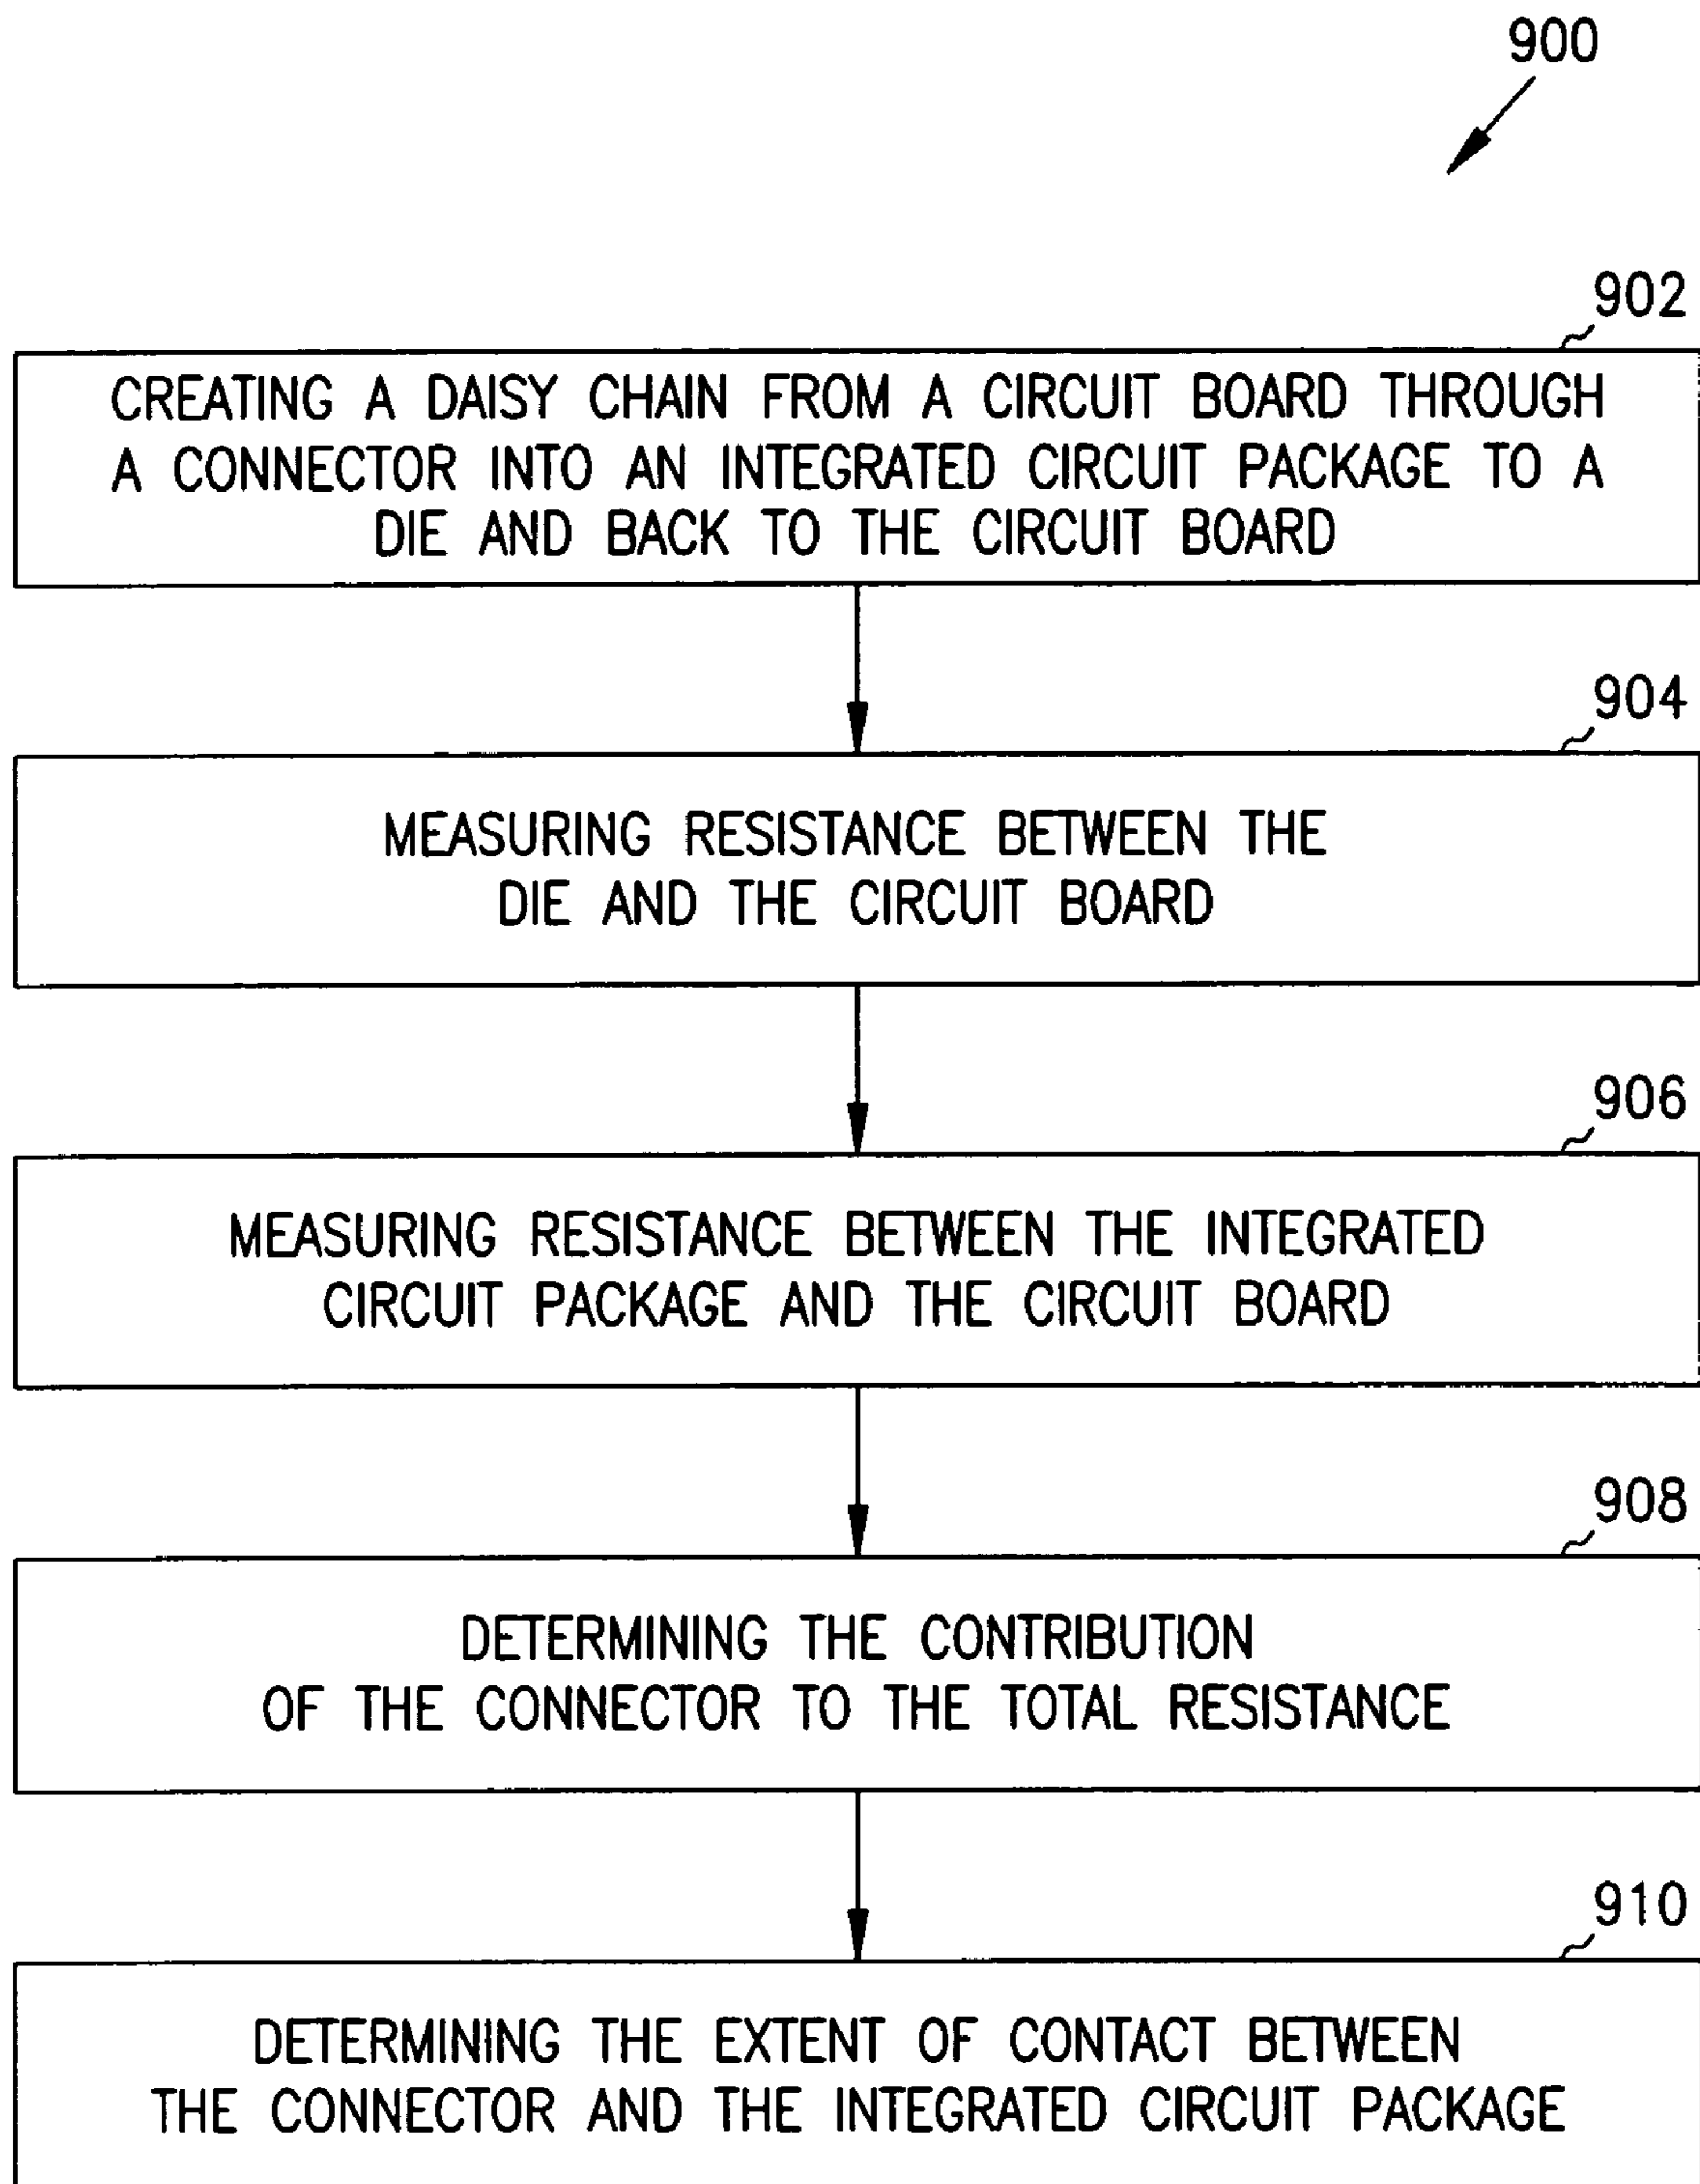 900
902
CREATING A DAISY CHAIN FROM A CIRCUIT BOARD THROUGH
A CONNECTOR INTO AN INTEGRATED CIRCUIT PACKAGE TO A
DIE AND BACK TO THE CIRCUIT BOARD
904
MEASURING RESISTANCE BETWEEN THE
DIE AND THE CIRCUIT BOARD
906
MEASURING RESISTANCE BETWEEN THE INTEGRATED
CIRCUIT PACKAGE AND THE CIRCUIT BOARD
908
DETERMINING THE CONTRIBUTION
OF THE CONNECTOR TO THE TOTAL RESISTANCE
910
DETERMINING THE EXTENT OF CONTACT BETWEEN
THE CONNECTOR AND THE INTEGRATED CIRCUIT PACKAGE